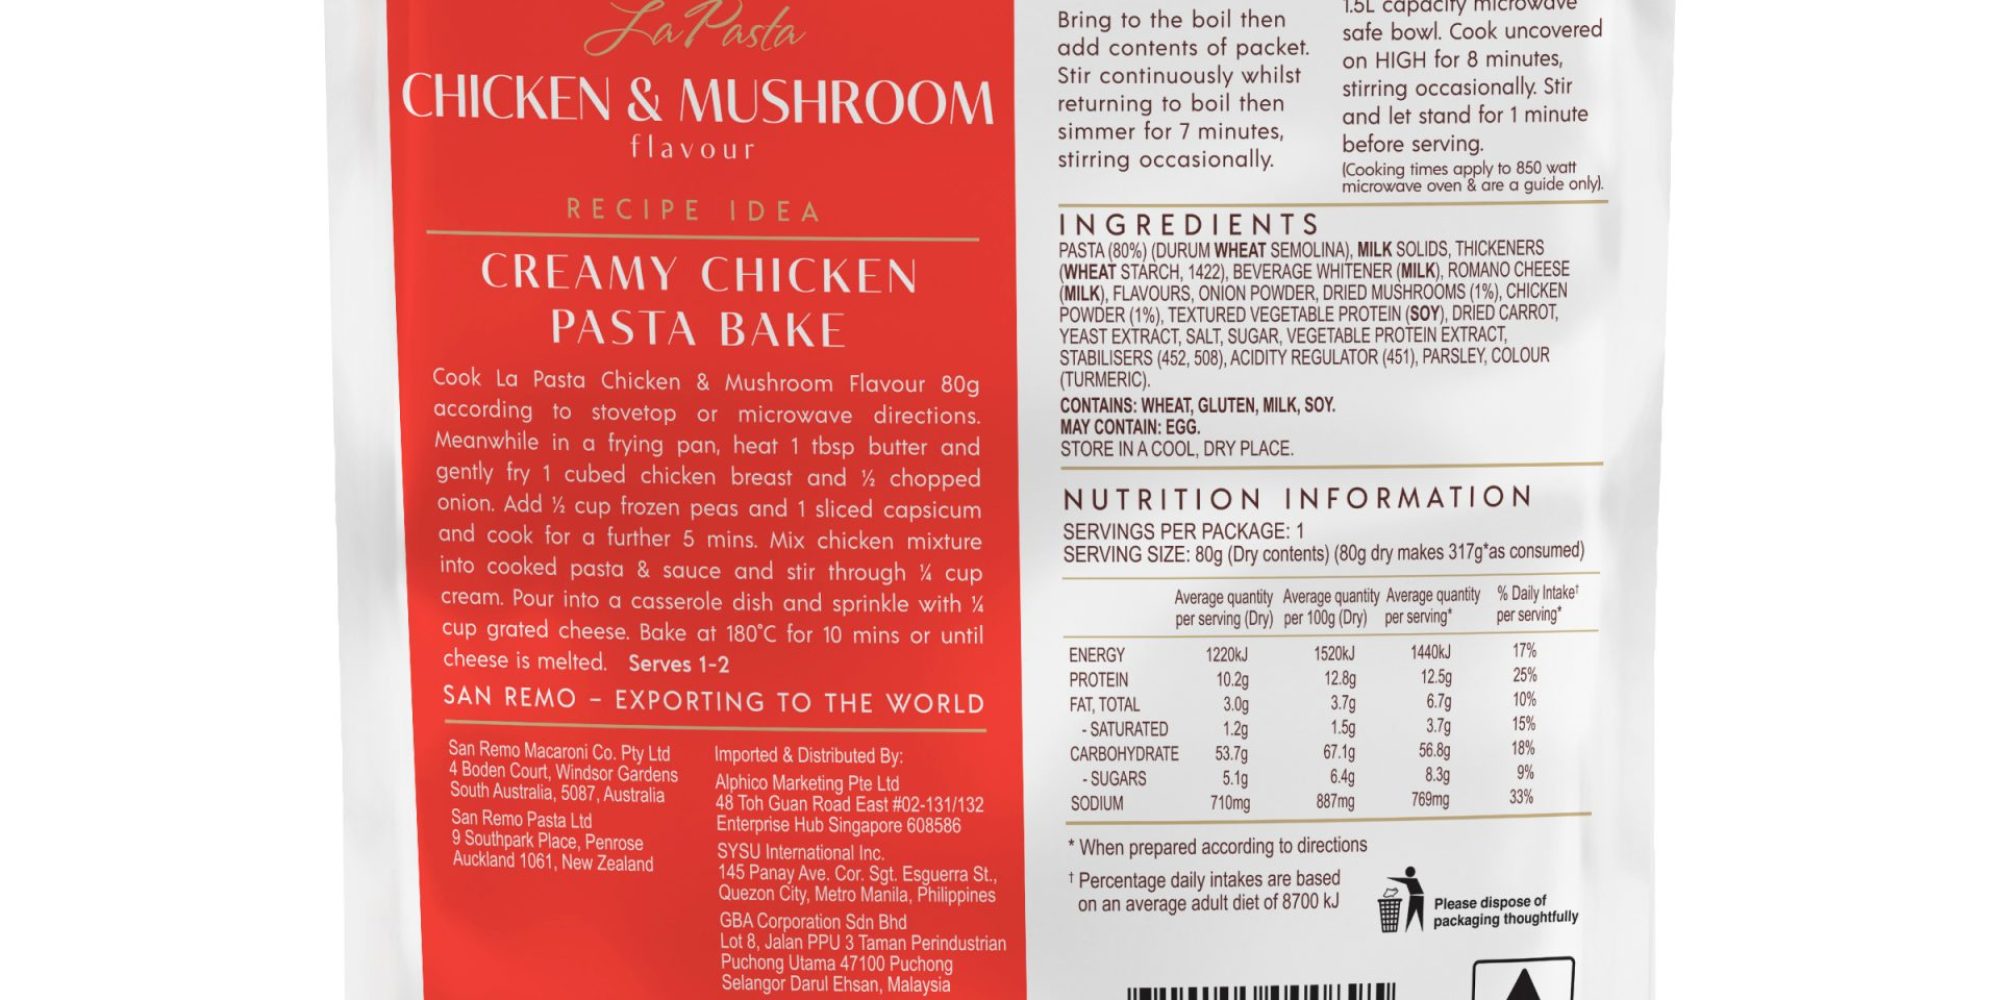 La Pasta
CHICKEN & MUSHROOM
flavour
RECIPE IDEA
CREAMY CHICKEN
PASTA BAKE
Cook La Pasta Chicken & Mushroom Flavour 80g
according to stovetop or microwave directions.
Meanwhile in a frying pan, heat 1 tbsp butter and
gently fry 1 cubed chicken breast and ½ chopped
onion. Add ½ cup frozen peas and 1 sliced capsicum
and cook for a further 5 mins. Mix chicken mixture
into cooked pasta & sauce and stir through ¼ cup
cream. Pour into a casserole dish and sprinkle with ¼
cup grated cheese. Bake at 180°C for 10 mins or until
cheese is melted. Serves 1-2
SAN REMO – EXPORTING TO THE WORLD
San Remo Macaroni Co. Pty Ltd
4 Boden Court, Windsor Gardens
South Australia, 5087, Australia
San Remo Pasta Ltd
9 Southpark Place, Penrose
Auckland 1061, New Zealand
Imported & Distributed By:
Alphico Marketing Pte Ltd
48 Toh Guan Road East #02-131/132
Enterprise Hub Singapore 608586
SYSU International Inc.
145 Panay Ave. Cor. Sgt. Esguerra St.,
Quezon City, Metro Manila, Philippines
GBA Corporation Sdn Bhd
Lot 8, Jalan PPU 3 Taman Perindustrian
Puchong Utama 47100 Puchong
Selangor Darul Ehsan, Malaysia
Bring to the boil then
add contents of packet.
Stir continuously whilst
returning to boil then
simmer for 7 minutes,
stirring occasionally.
1.5L capacity microwave
safe bowl. Cook uncovered
on HIGH for 8 minutes,
stirring occasionally. Stir
and let stand for 1 minute
before serving.
(Cooking times apply to 850 watt
microwave oven & are a guide only).
INGREDIENTS
PASTA (80%) (DURUM WHEAT SEMOLINA), MILK SOLIDS, THICKENERS
(WHEAT STARCH, 1422), BEVERAGE WHITENER (MILK), ROMANO CHEESE
(MILK), FLAVOURS, ONION POWDER, DRIED MUSHROOMS (1%), CHICKEN
POWDER (1%), TEXTURED VEGETABLE PROTEIN (SOY), DRIED CARROT,
YEAST EXTRACT, SALT, SUGAR, VEGETABLE PROTEIN EXTRACT,
STABILISERS (452, 508), ACIDITY REGULATOR (451), PARSLEY, COLOUR
(TURMERIC).
CONTAINS: WHEAT, GLUTEN, MILK, SOY.
MAY CONTAIN: EGG.
STORE IN A COOL, DRY PLACE.
NUTRITION INFORMATION
SERVINGS PER PACKAGE: 1
SERVING SIZE: 80g (Dry contents) (80g dry makes 317g*as consumed)
Average quantity Average quantity Average quantity % Daily Intake†
per serving (Dry) per 100g (Dry) per serving* per serving*
ENERGY 1220kJ 1520kJ 1440kJ 17%
PROTEIN 10.2g 12.8g 12.5g 25%
FAT, TOTAL 3.0g 3.7g 6.7g 10%
- SATURATED 1.2g 1.5g 3.7g 15%
CARBOHYDRATE 53.7g 67.1g 56.8g 18%
- SUGARS 5.1g 6.4g 8.3g 9%
SODIUM 710mg 887mg 769mg 33%
* When prepared according to directions
† Percentage daily intakes are based
on an average adult diet of 8700 kJ
Please dispose of
packaging thoughtfully